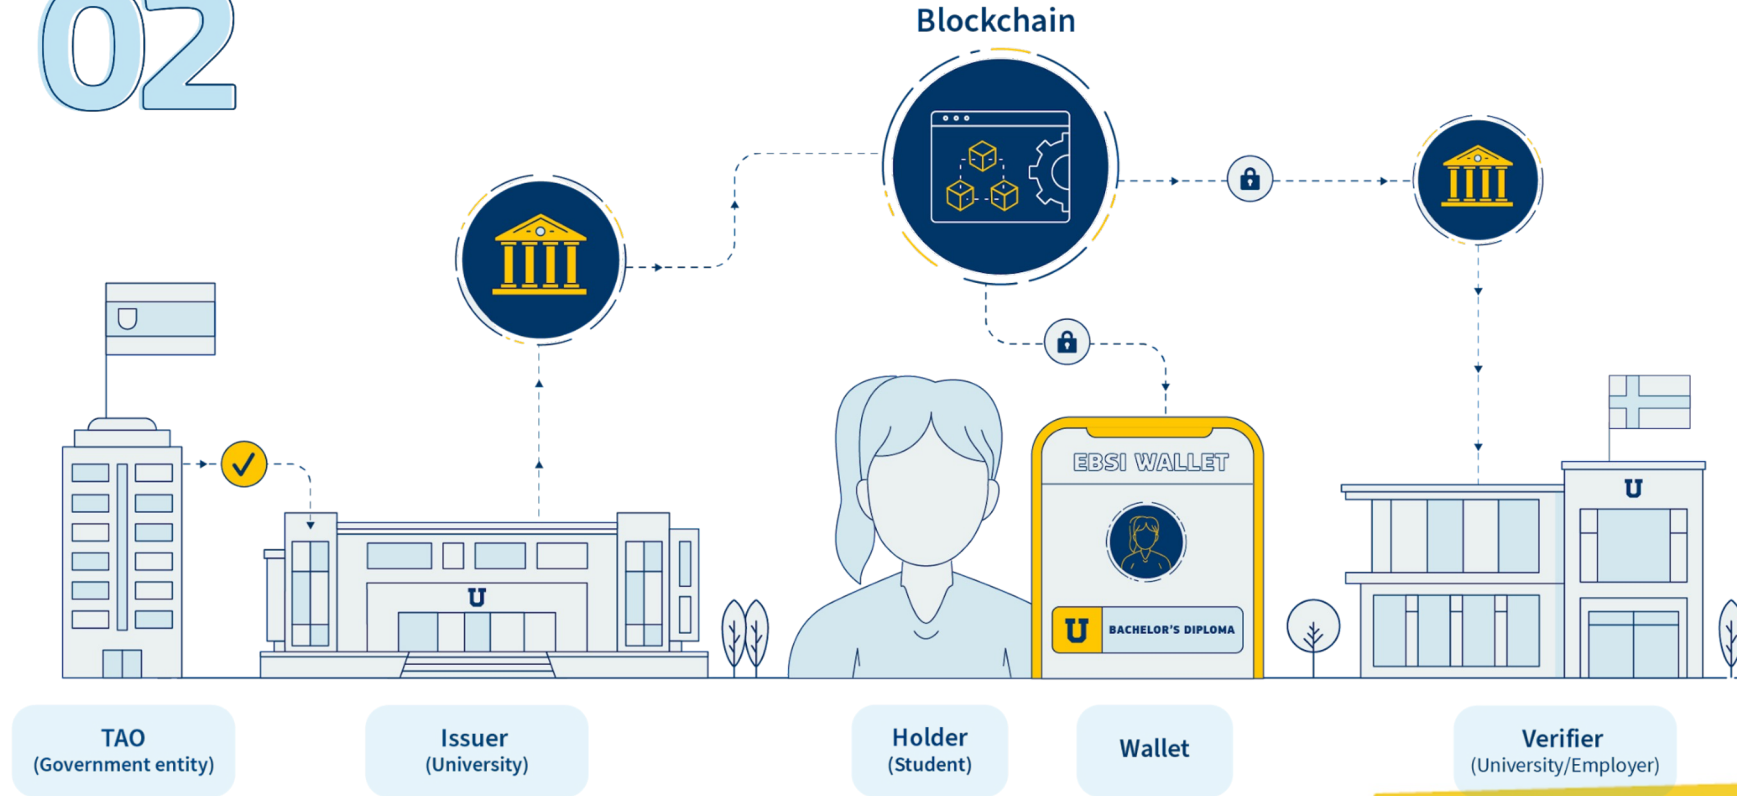 02
Blockchain
EBSI WALLET
U
U
BACHELOR'S DIPLOMA
U
TAO
(Government entity)
Issuer
(University)
Holder
(Student)
Wallet
Verifier
(University/Employer)